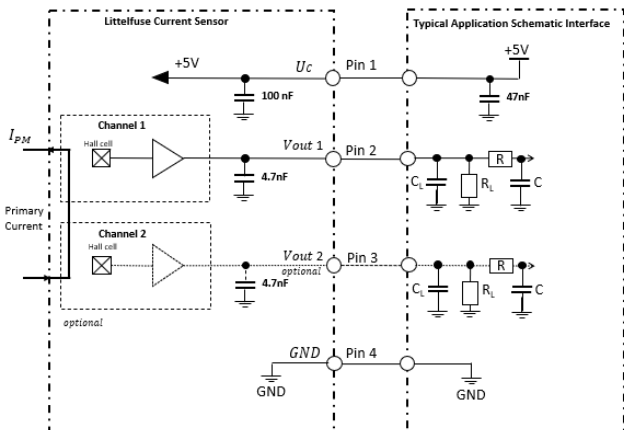 Littelfuse Current Sensor
Typical Application Schematic Interface
+5V
Uc
Pin 1
+5V
100 nF
47nF
I_PM
Channel 1
Hall cell
Vout 1
Pin 2
R
4.7nF
C_L
R_L
C
Primary
Current
Channel 2
Hall cell
Vout 2
optional
Pin 3
R
4.7nF
C_L
R_L
C
optional
GND
Pin 4
GND
GND